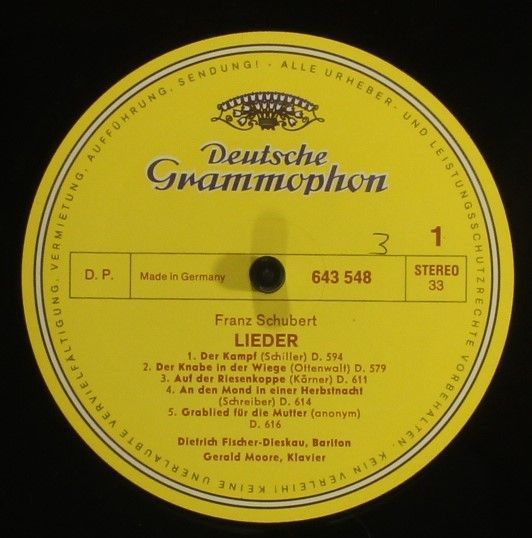 ALLE URHEBER- UND LEISTUNGSSCHUTZRECHTE VORBEHALTEN. KEIN VERLEIH! KEINE UNERLAUBTE VERVIELFÄLTIGUNG, VERMIETUNG, AUFFÜHRUNG, SENDUNG! -
Deutsche
Grammophon
3
1
D. P.
Made in Germany
643 548
STEREO
33
Franz Schubert
LIEDER
1. Der Kampf (Schiller) D. 594
2. Der Knabe in der Wiege (Ottenwalt) D. 579
3. Auf der Riesenkoppe (Körner) D. 611
4. An den Mond in einer Herbstnacht
(Schreiber) D. 614
5. Grablied für die Mutter (anonym)
D. 616
Dietrich Fischer-Dieskau, Bariton
Gerald Moore, Klavier